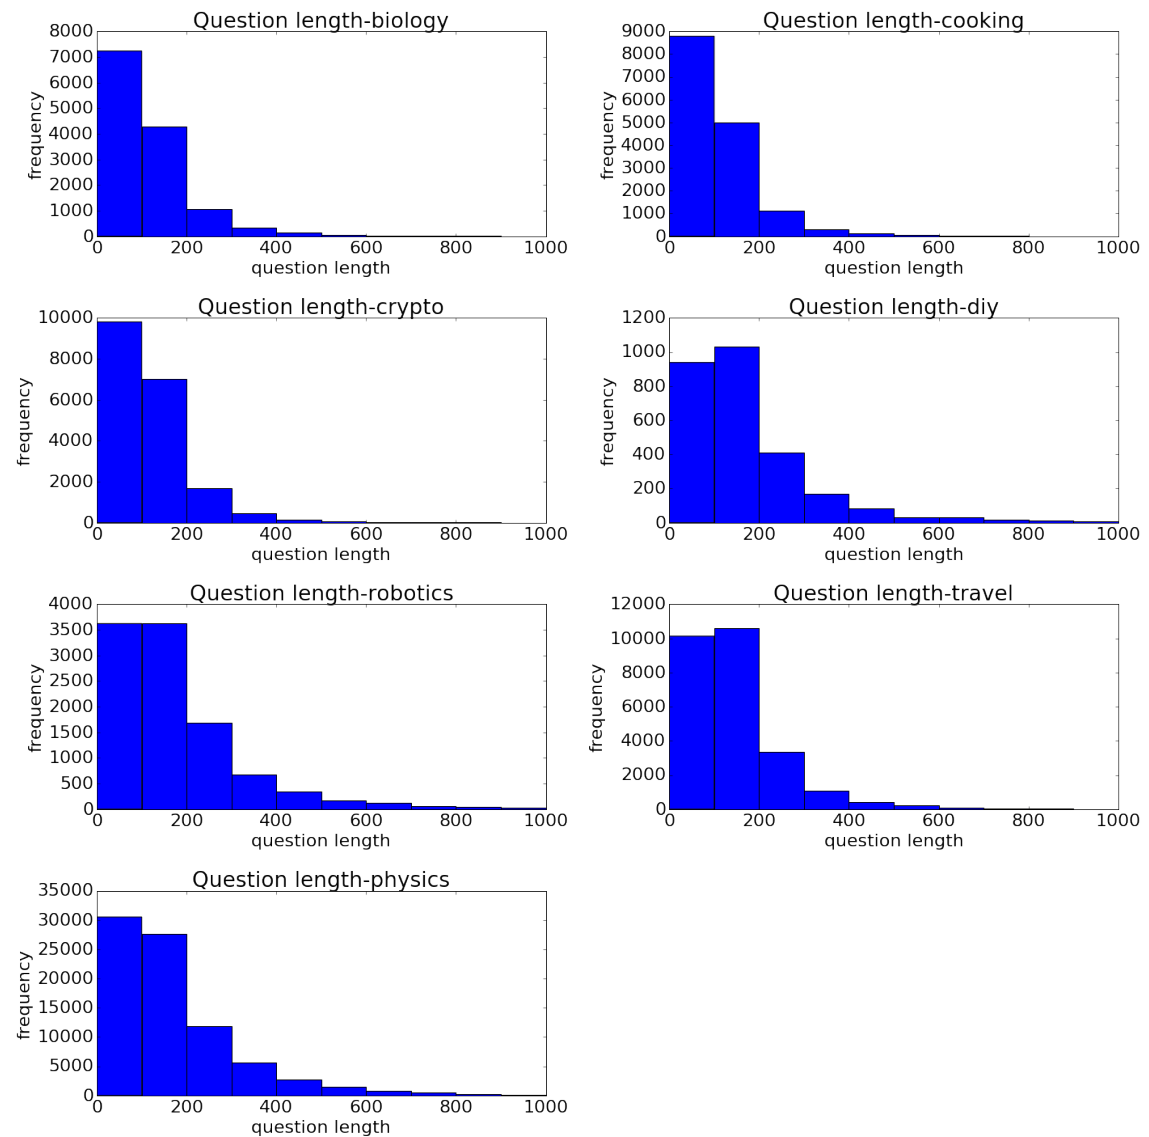 Question length-biology
8000
7000
6000
5000
4000
3000
2000
1000
0
frequency
0 200 400 600 800 1000
question length
Question length-cooking
9000
8000
7000
6000
5000
4000
3000
2000
1000
0
frequency
0 200 400 600 800 1000
question length
Question length-crypto
10000
8000
6000
4000
2000
0
frequency
0 200 400 600 800 1000
question length
Question length-diy
1200
1000
800
600
400
200
0
frequency
0 200 400 600 800 1000
question length
Question length-robotics
4000
3500
3000
2500
2000
1500
1000
500
0
frequency
0 200 400 600 800 1000
question length
Question length-travel
12000
10000
8000
6000
4000
2000
0
frequency
0 200 400 600 800 1000
question length
Question length-physics
35000
30000
25000
20000
15000
10000
5000
0
frequency
0 200 400 600 800 1000
question length